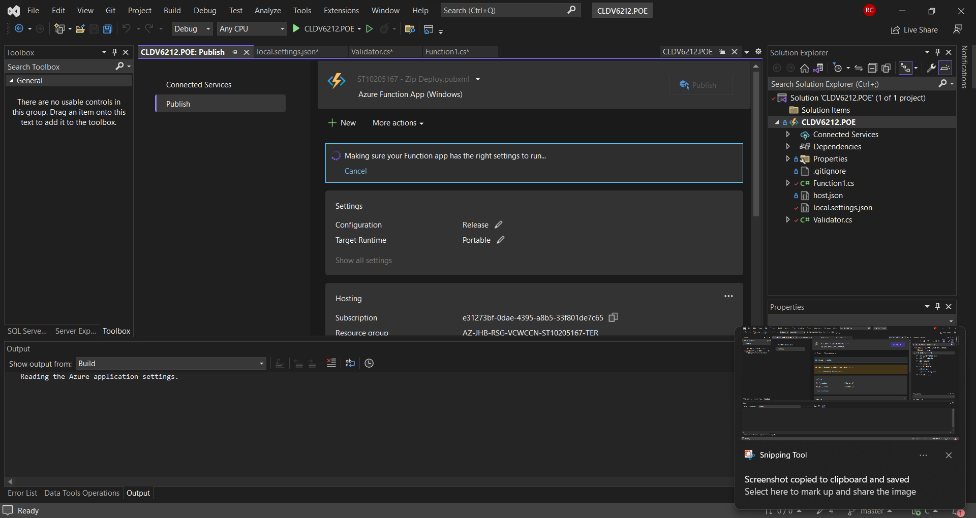 File Edit View Git Project Build Debug Test Analyze Tools Extensions Window Help Search (Ctrl+Q) CLDV6212.POE RC
Debug Any CPU CLDV6212.POE Live Share
Toolbox
Search Toolbox
General
There are no usable controls in
this group. Drag an item onto this
text to add it to the toolbox.
SQL Serve... Server Exp... Toolbox
CLDV6212.POE: Publish local.settings.json* Validator.cs* Function1.cs* CLDV6212.POE
Connected Services
Publish
ST10205167 - Zip Deploy.pubxml
Azure Function App (Windows)
Publish
New More actions
Making sure your Function app has the right settings to run...
Cancel
Settings
Configuration Release
Target Runtime Portable
Show all settings
Hosting
Subscription e31273bf-0dae-4395-a8b5-33f801de7c65
Resource group AZ-JHB-RSG-VCWCCN-ST10205167-TER
Solution Explorer
Search Solution Explorer (Ctrl+;)
Solution 'CLDV6212.POE' (1 of 1 project)
Solution Items
CLDV6212.POE
Connected Services
Dependencies
Properties
.gitignore
C# Function1.cs
host.json
local.settings.json
C# Validator.cs
Notifications
Properties
Output
Show output from: Build
Reading the Azure application settings.
Error List Data Tools Operations Output
Snipping Tool
Screenshot copied to clipboard and saved
Select here to mark up and share the image
Ready
0 / 0 4 master